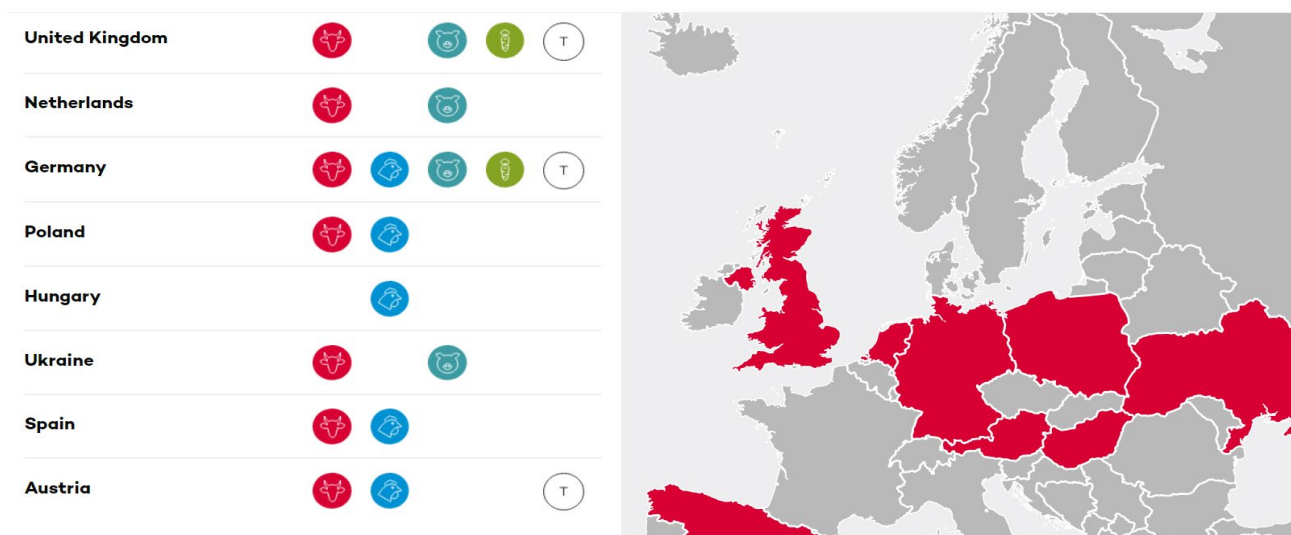 United Kingdom T
Netherlands
Germany T
Poland
Hungary
Ukraine
Spain
Austria T